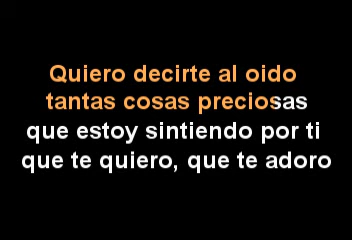 Quiero decirte al oido
tantas cosas preciosas
que estoy sintiendo por ti
que te quiero, que te adoro